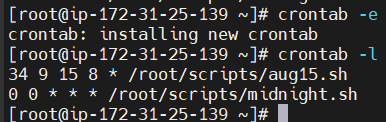 [root@ip-172-31-25-139 ~]# crontab -e
crontab: installing new crontab
[root@ip-172-31-25-139 ~]# crontab -l
34 9 15 8 * /root/scripts/aug15.sh
0 0 * * * /root/scripts/midnight.sh
[root@ip-172-31-25-139 ~]#